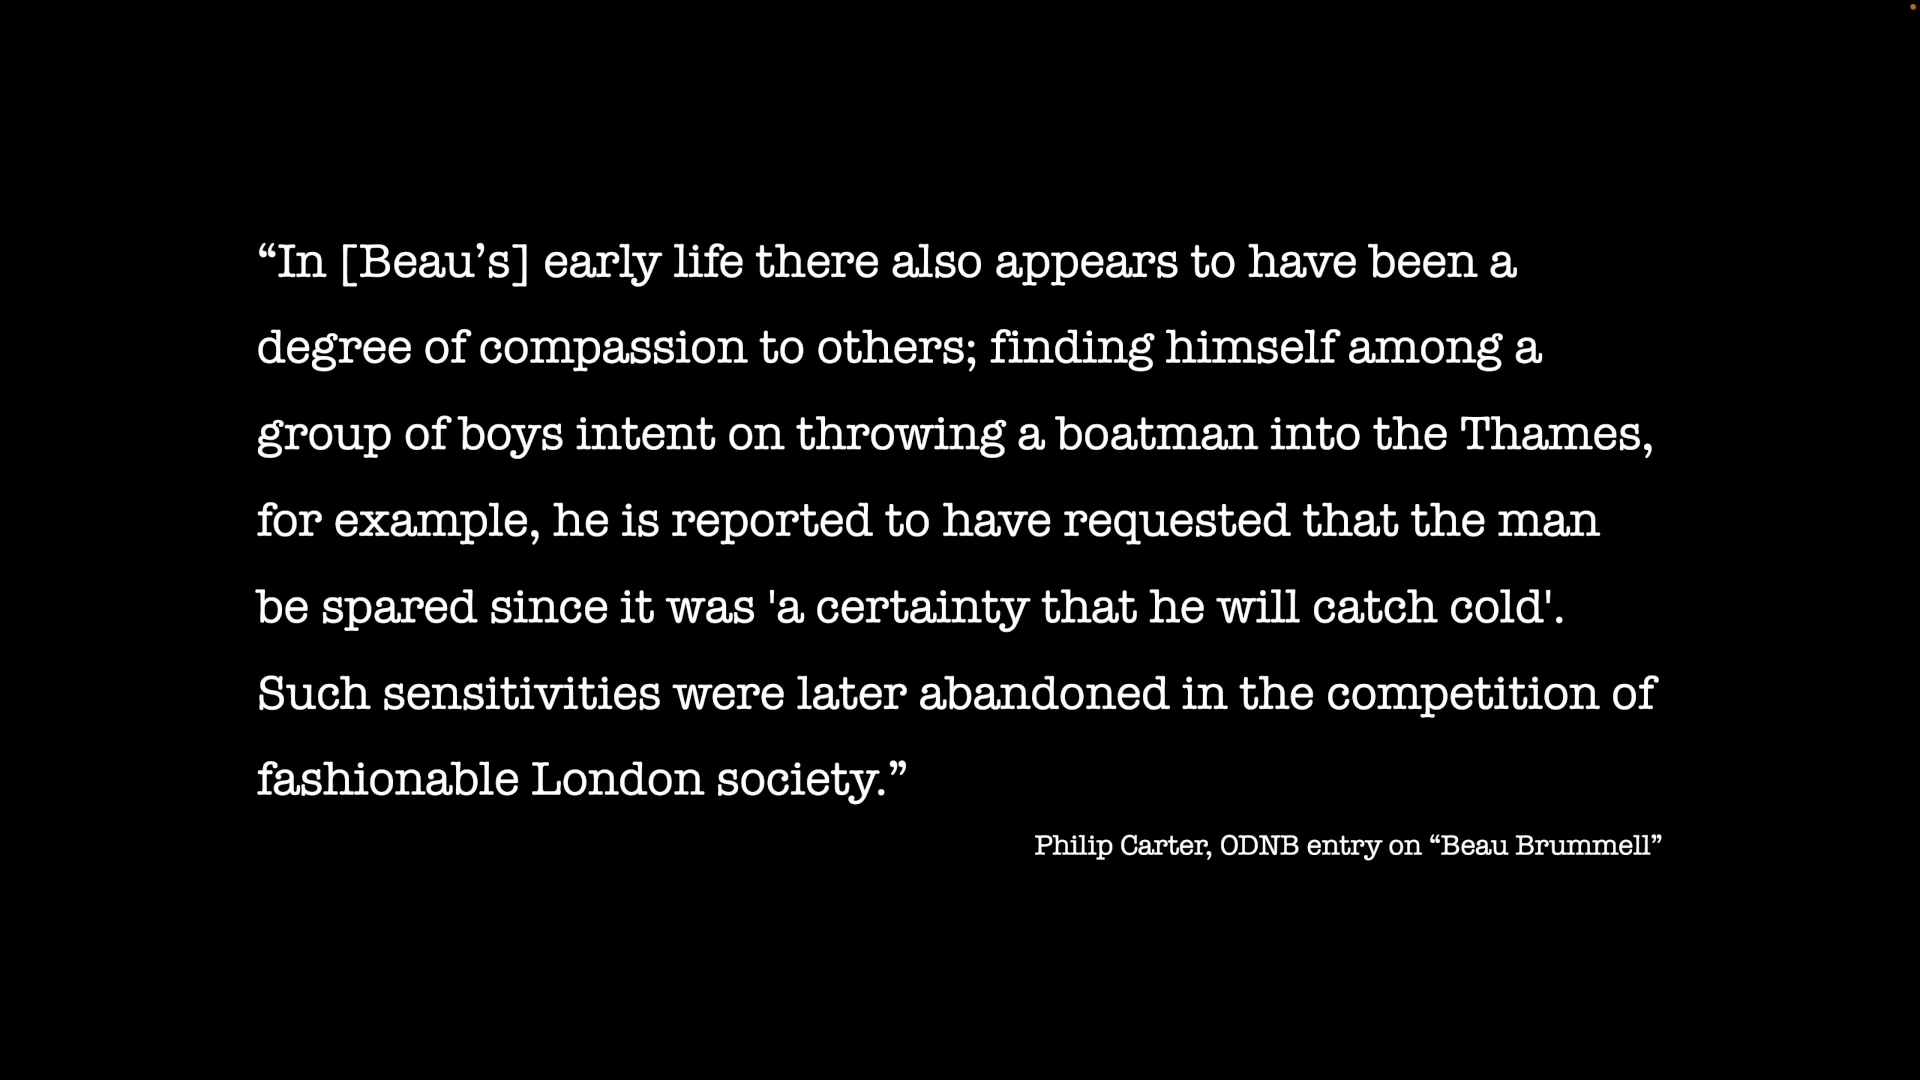 “In [Beau’s] early life there also appears to have been a
degree of compassion to others; finding himself among a
group of boys intent on throwing a boatman into the Thames,
for example, he is reported to have requested that the man
be spared since it was 'a certainty that he will catch cold'.
Such sensitivities were later abandoned in the competition of
fashionable London society.”
Philip Carter, ODNB entry on “Beau Brummell”